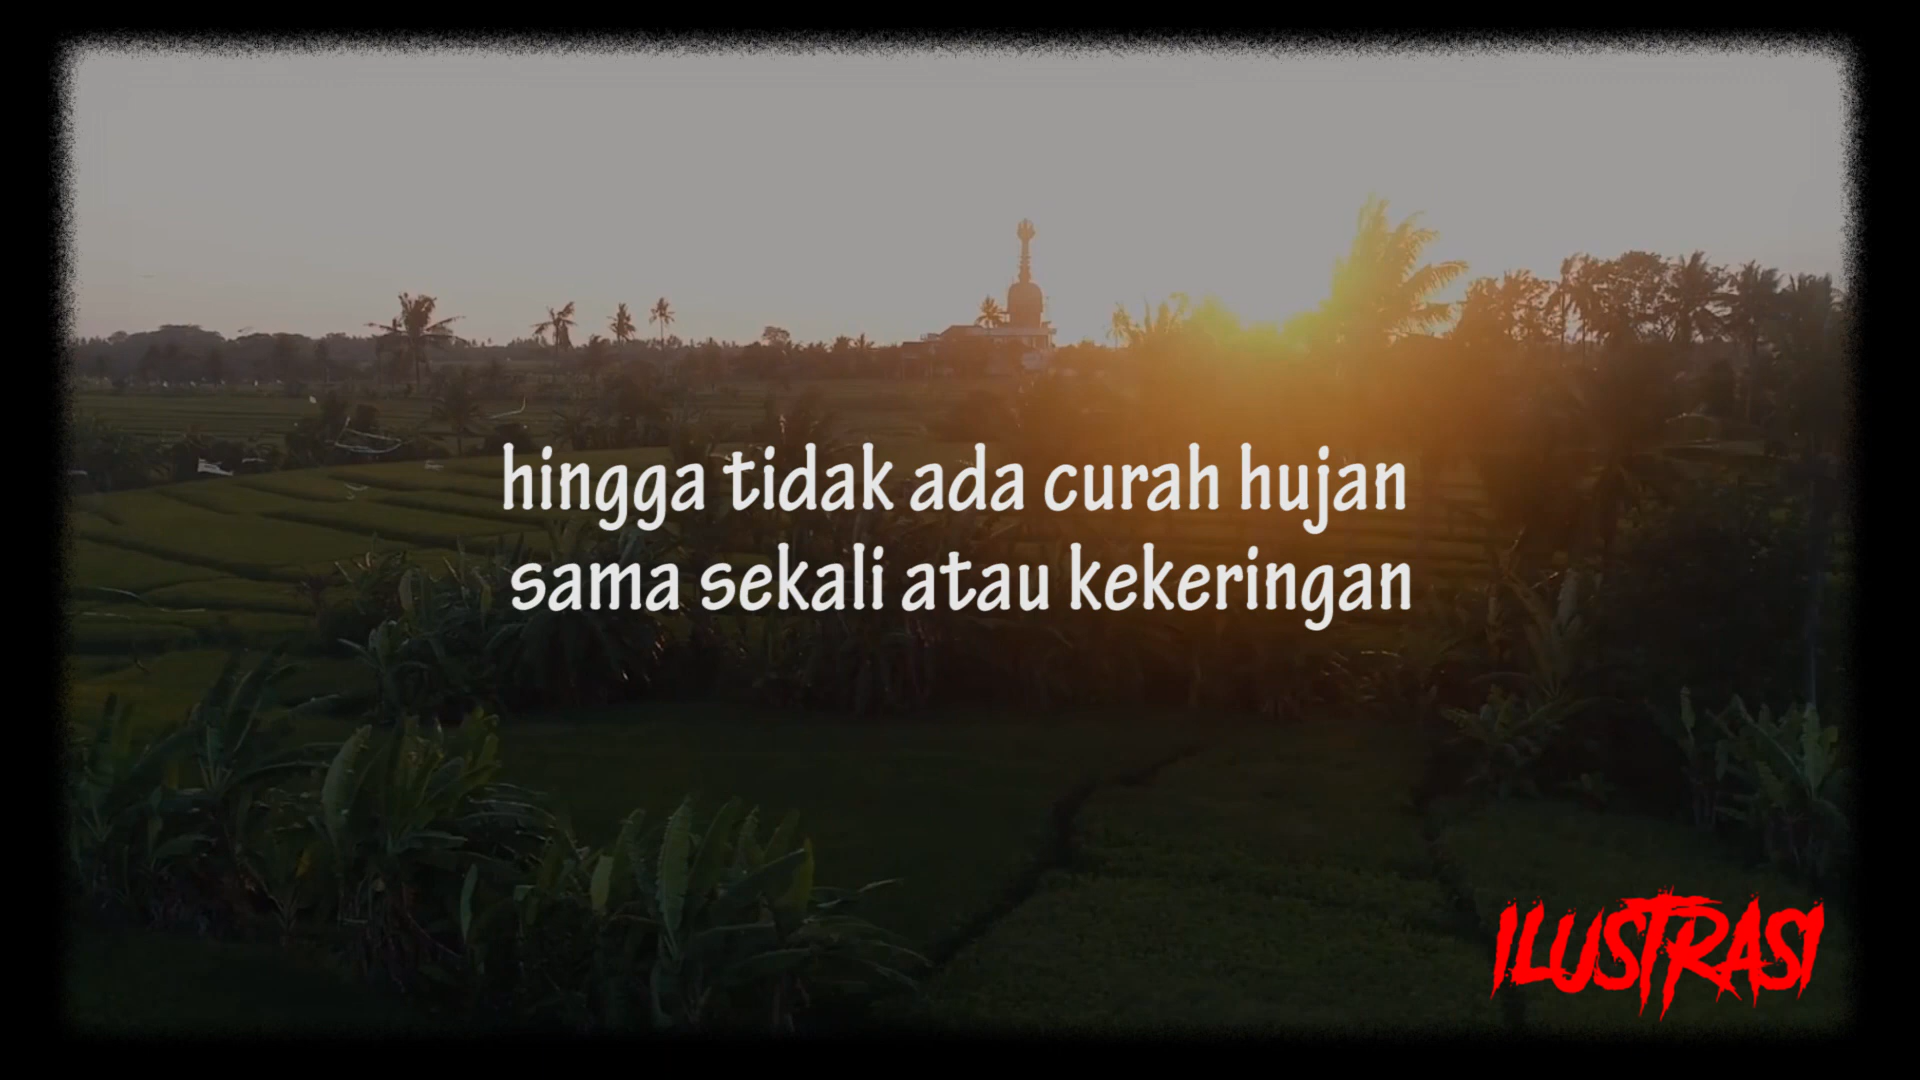 hingga tidak ada curah hujan
sama sekali atau kekeringan
ILUSTRASI